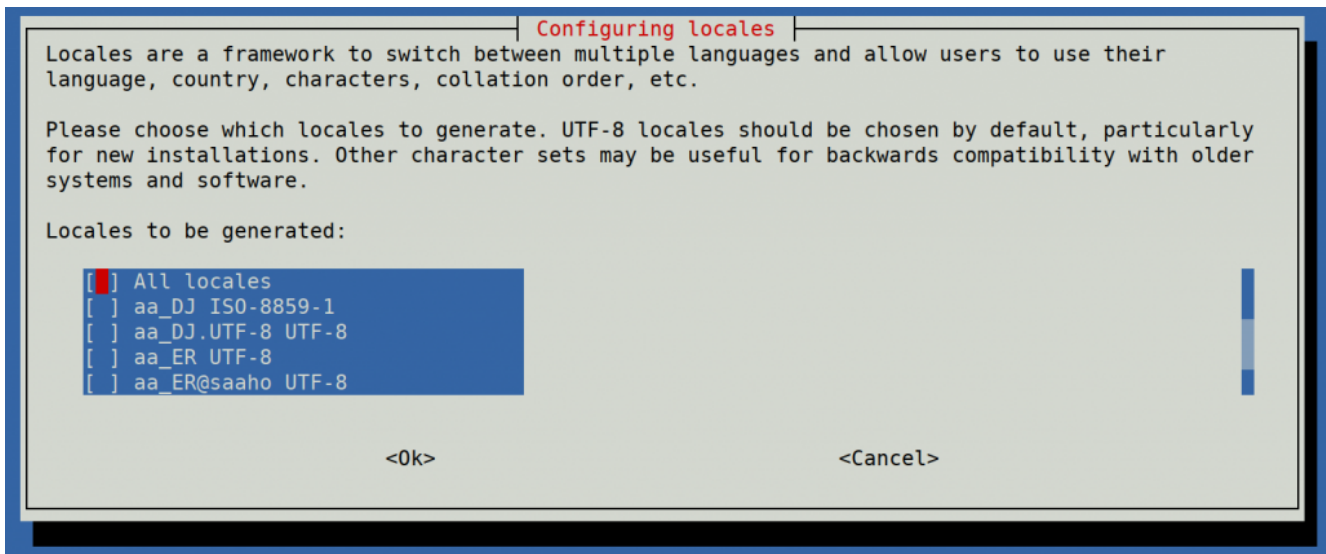 Configuring locales
Locales are a framework to switch between multiple languages and allow users to use their
language, country, characters, collation order, etc.
Please choose which locales to generate. UTF-8 locales should be chosen by default, particularly
for new installations. Other character sets may be useful for backwards compatibility with older
systems and software.
Locales to be generated:
[ ] All locales
[ ] aa_DJ ISO-8859-1
[ ] aa_DJ.UTF-8 UTF-8
[ ] aa_ER UTF-8
[ ] aa_ER@saaho UTF-8
<Ok> <Cancel>